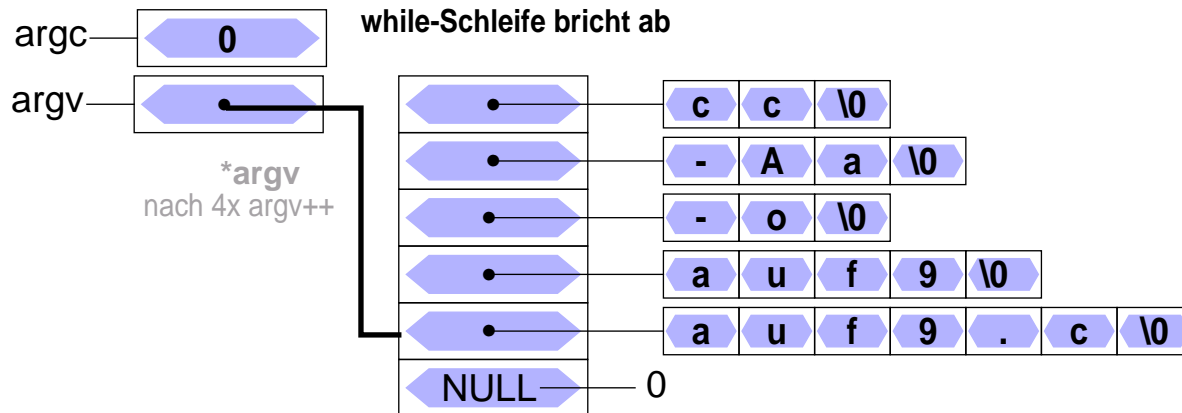 while-Schleife bricht ab
argc 0
argv
c c \0
- A a \0
*argv
nach 4x argv++
- o \0
a u f 9 \0
a u f 9 . c \0
NULL 0